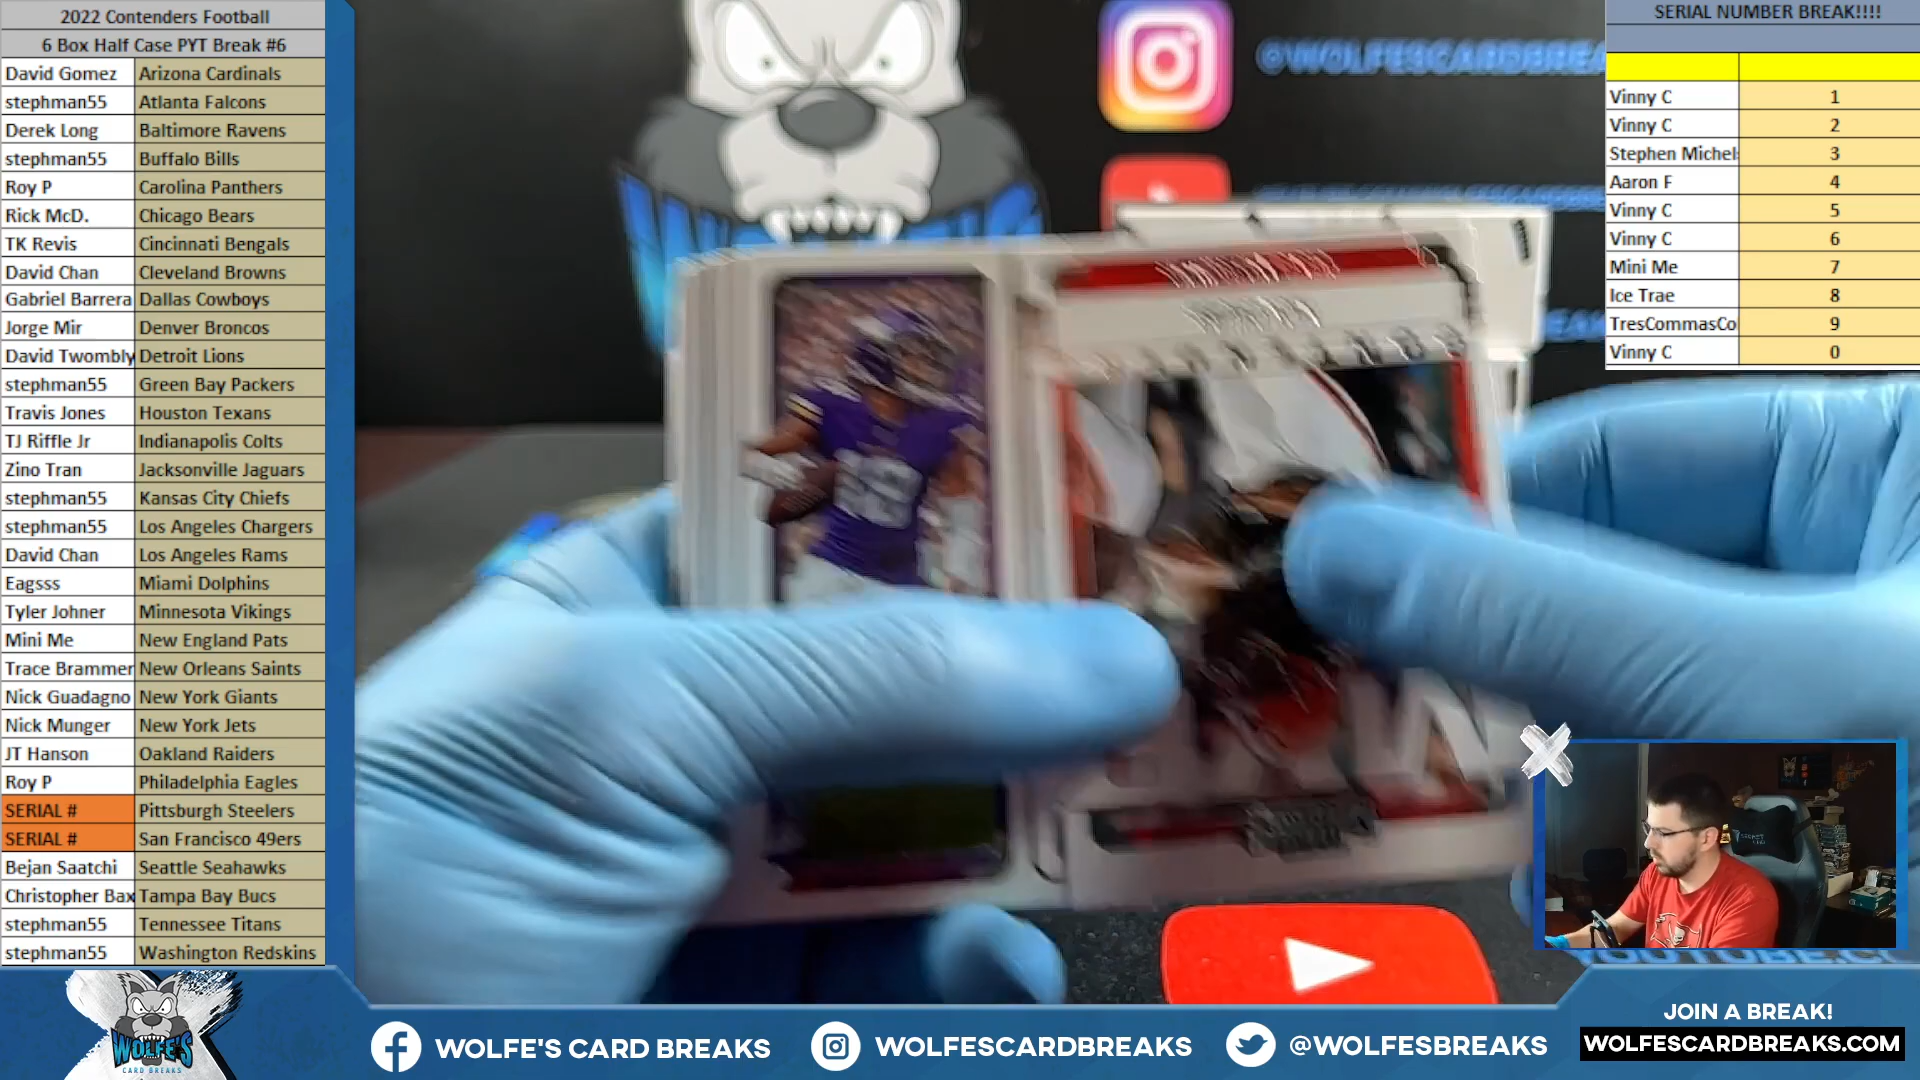 2022 Contenders Football
6 Box Half Case PYT Break #6
David Gomez Arizona Cardinals
stephman55 Atlanta Falcons
Derek Long Baltimore Ravens
stephman55 Buffalo Bills
Roy P Carolina Panthers
Rick McD. Chicago Bears
TK Revis Cincinnati Bengals
David Chan Cleveland Browns
Gabriel Barrera Dallas Cowboys
Jorge Mir Denver Broncos
David Twombly Detroit Lions
stephman55 Green Bay Packers
Travis Jones Houston Texans
TJ Riffle Jr Indianapolis Colts
Zino Tran Jacksonville Jaguars
stephman55 Kansas City Chiefs
stephman55 Los Angeles Chargers
David Chan Los Angeles Rams
Eagsss Miami Dolphins
Tyler Johner Minnesota Vikings
Mini Me New England Pats
Trace Brammer New Orleans Saints
Nick Guadagno New York Giants
Nick Munger New York Jets
JT Hanson Oakland Raiders
Roy P Philadelphia Eagles
SERIAL # Pittsburgh Steelers
SERIAL # San Francisco 49ers
Bejan Saatchi Seattle Seahawks
Christopher Bax Tampa Bay Bucs
stephman55 Tennessee Titans
stephman55 Washington Redskins
@WOLFESCARDBREA
SERIAL NUMBER BREAK!!!!
Vinny C 1
Vinny C 2
Stephen Michel 3
Aaron F 4
Vinny C 5
Vinny C 6
Mini Me 7
Ice Trae 8
TresCommasCo 9
Vinny C 0
YOUTUBE.C
WOLFE'S
CARD BREAKS
WOLFE'S CARD BREAKS
WOLFESCARDBREAKS
@WOLFESBREAKS
JOIN A BREAK!
WOLFESCARDBREAKS.COM